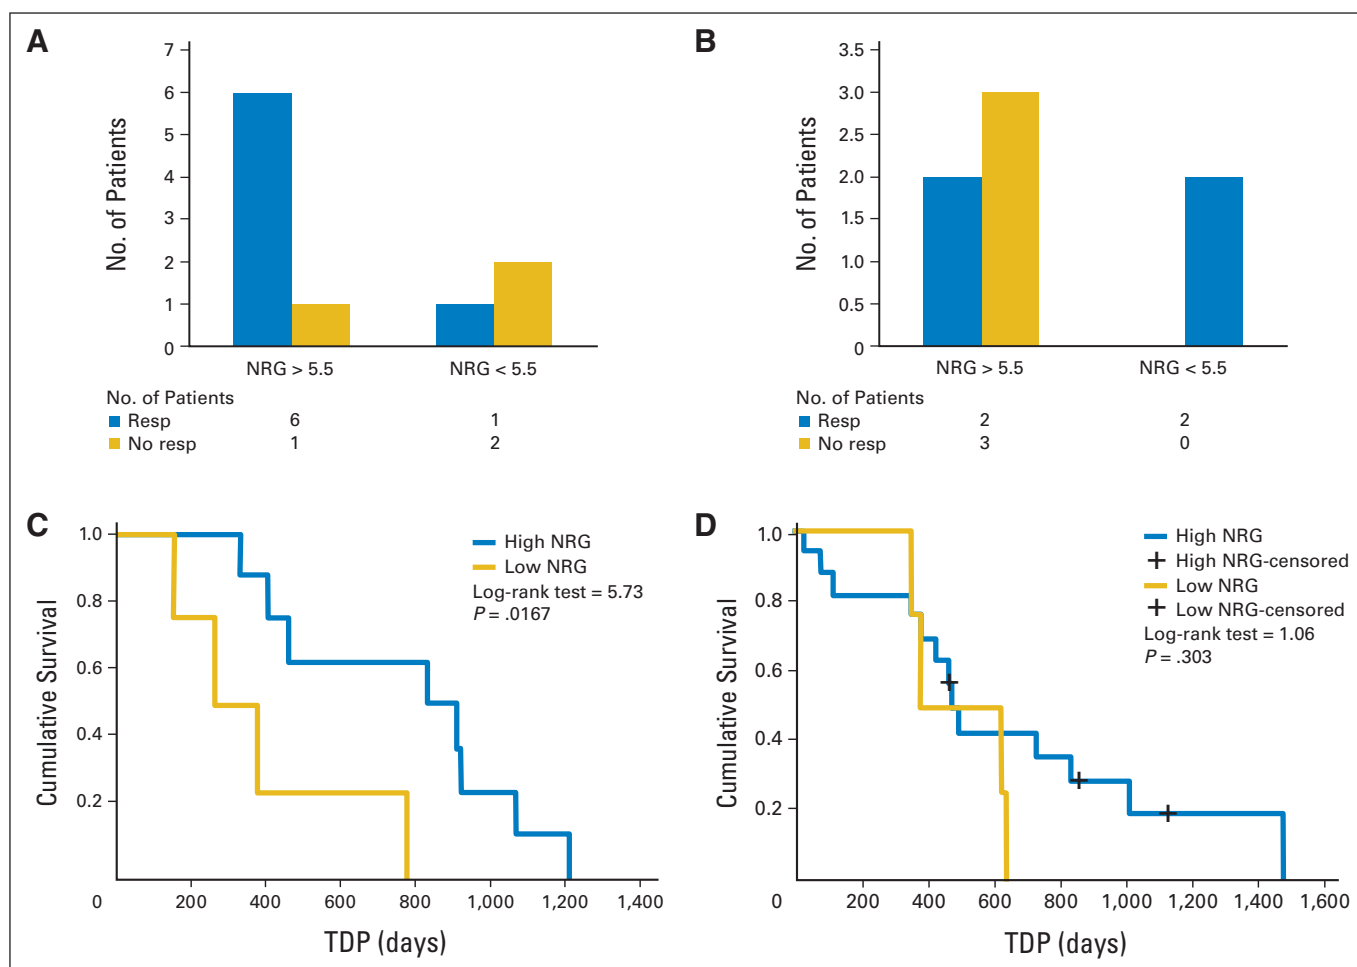 A
No. of Patients
7
6
5
4
3
2
1
0
NRG > 5.5
NRG < 5.5
No. of Patients
Resp 6 1
No resp 1 2
B
No. of Patients
3.5
3.0
2.5
2.0
1.5
1.0
0.5
0
NRG > 5.5
NRG < 5.5
No. of Patients
Resp 2 2
No resp 3 0
C
Cumulative Survival
1.0
0.8
0.6
0.4
0.2
High NRG
Low NRG
Log-rank test = 5.73
P = .0167
0 200 400 600 800 1,000 1,200 1,400
TDP (days)
D
Cumulative Survival
1.0
0.8
0.6
0.4
0.2
High NRG
High NRG-censored
Low NRG
Low NRG-censored
Log-rank test = 1.06
P = .303
0 200 400 600 800 1,000 1,200 1,400 1,600
TDP (days)